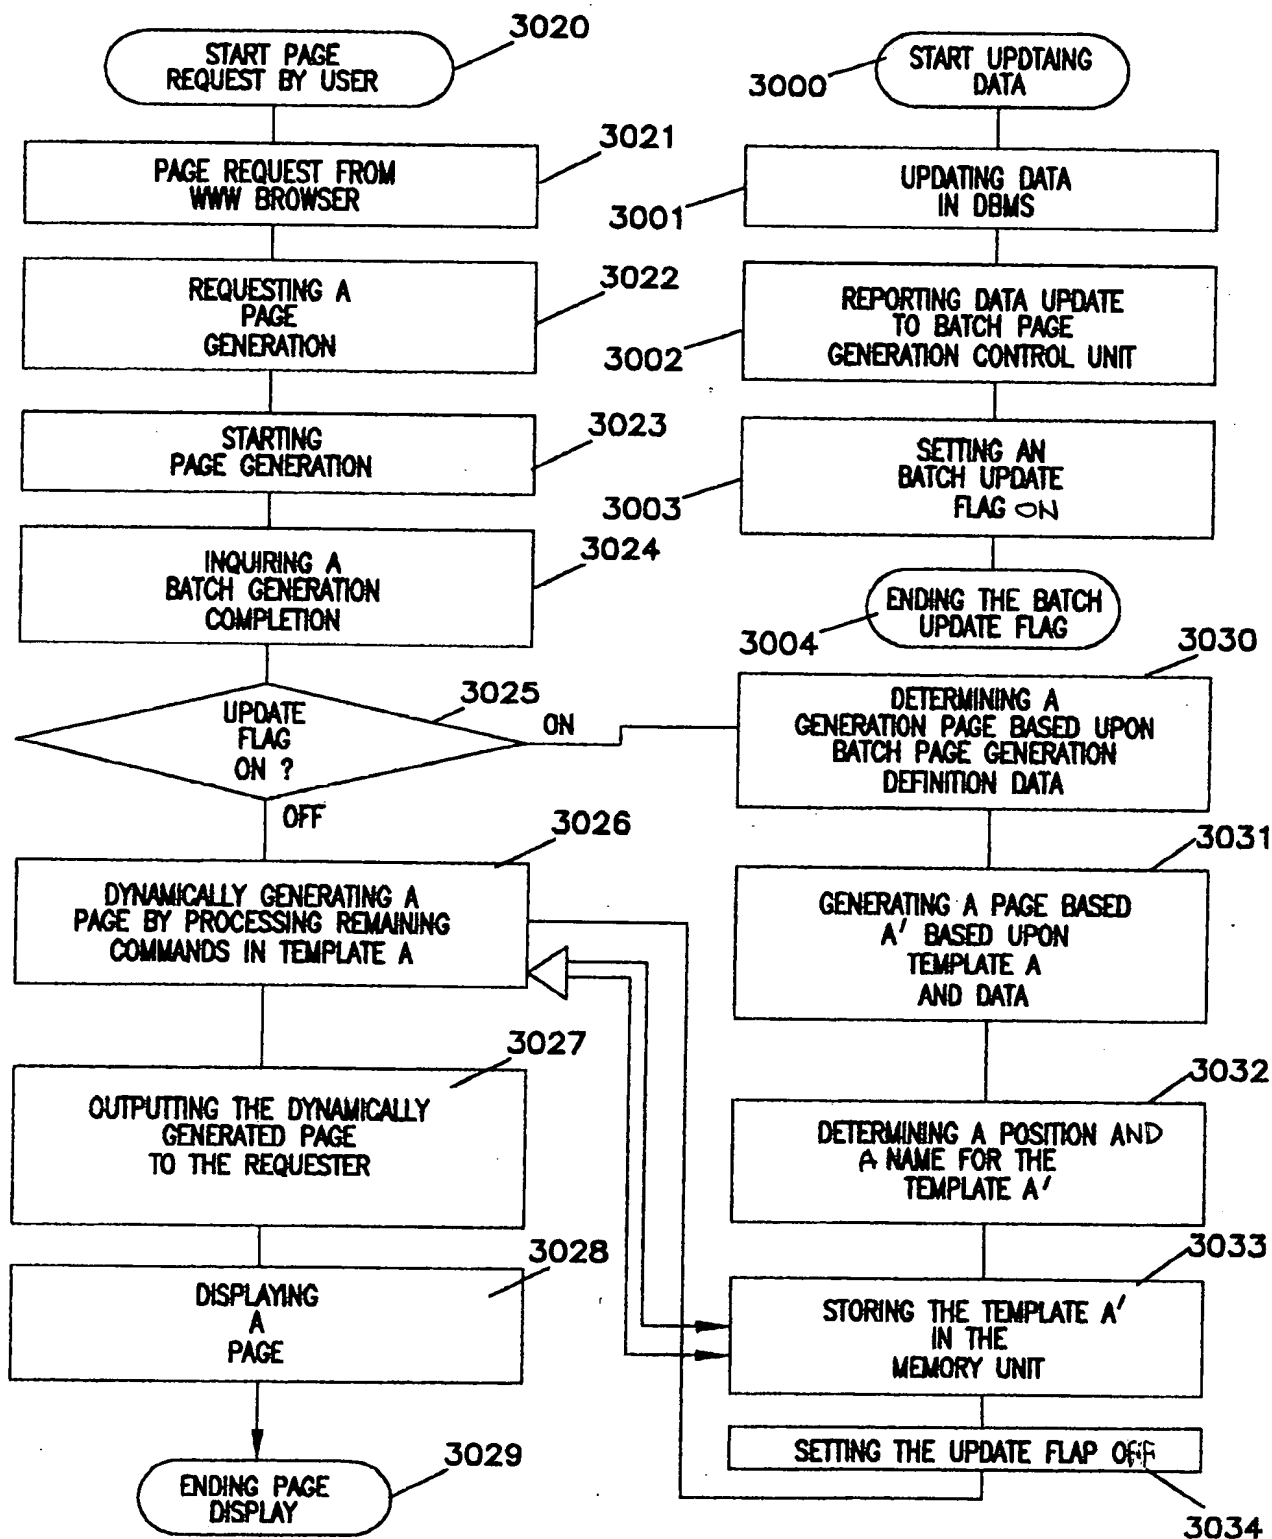 3020
START PAGE
REQUEST BY USER
3021
PAGE REQUEST FROM
WWW BROWSER
3022
REQUESTING A
PAGE
GENERATION
3023
STARTING
PAGE GENERATION
3024
INQUIRING A
BATCH GENERATION
COMPLETION
3025
UPDATE
FLAG
ON ?
ON
OFF
3026
DYNAMICALLY GENERATING A
PAGE BY PROCESSING REMAINING
COMMANDS IN TEMPLATE A
3027
OUTPUTTING THE DYNAMICALLY
GENERATED PAGE
TO THE REQUESTER
3028
DISPLAYING
A
PAGE
3029
ENDING PAGE
DISPLAY
3000
START UPDTAING
DATA
3001
UPDATING DATA
IN DBMS
3002
REPORTING DATA UPDATE
TO BATCH PAGE
GENERATION CONTROL UNIT
3003
SETTING AN
BATCH UPDATE
FLAG ON
3004
ENDING THE BATCH
UPDATE FLAG
3030
DETERMINING A
GENERATION PAGE BASED UPON
BATCH PAGE GENERATION
DEFINITION DATA
3031
GENERATING A PAGE BASED
A' BASED UPON
TEMPLATE A
AND DATA
3032
DETERMINING A POSITION AND
A NAME FOR THE
TEMPLATE A'
3033
STORING THE TEMPLATE A'
IN THE
MEMORY UNIT
SETTING THE UPDATE FLAP OFF
3034